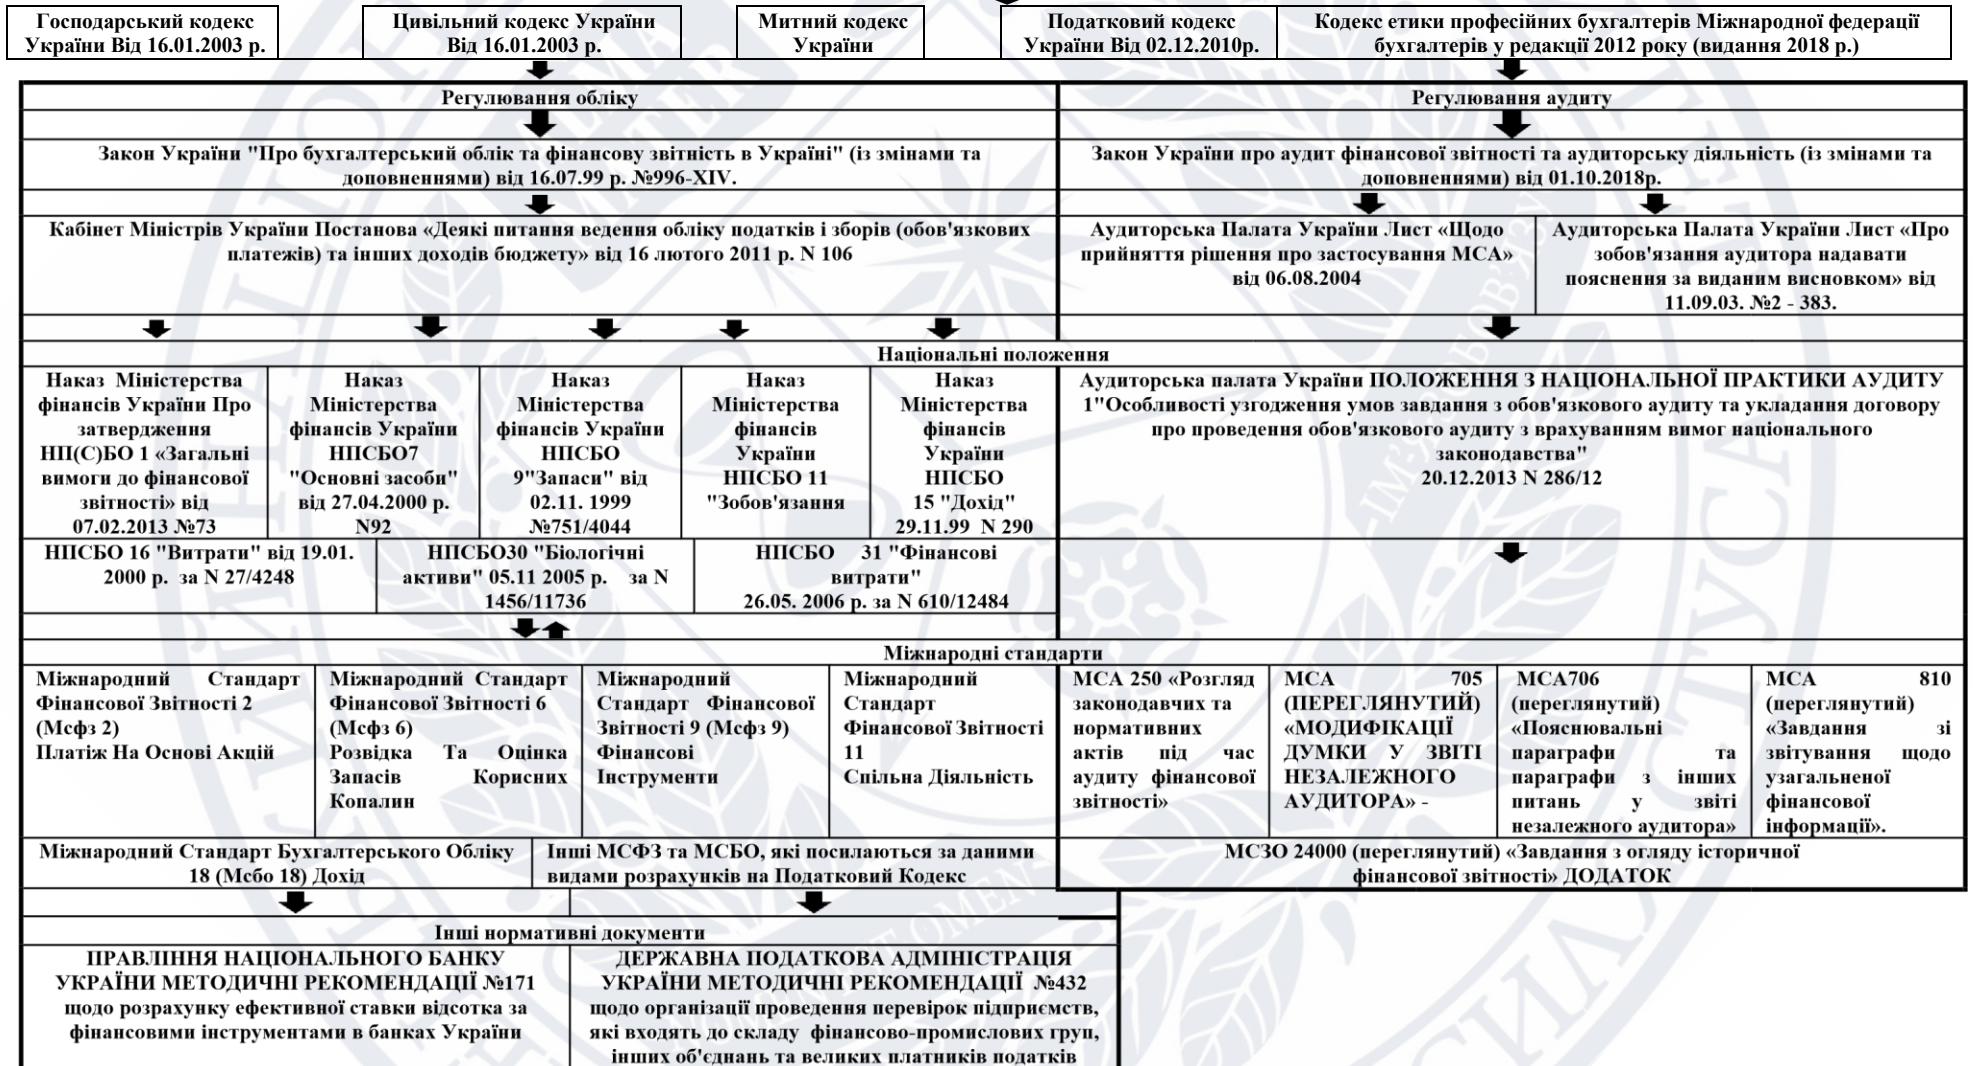 Господарський кодекс
України Від 16.01.2003 р.
Цивільний кодекс України
Від 16.01.2003 р.
Митний кодекс
України
Податковий кодекс
України Від 02.12.2010р.
Кодекс етики професійних бухгалтерів Міжнародної федерації
бухгалтерів у редакції 2012 року (видання 2018 р.)
Регулювання обліку
Регулювання аудиту
Закон України "Про бухгалтерський облік та фінансову звітність в Україні" (із змінами та
доповненнями) від 16.07.99 р. №996-XIV.
Закон України про аудит фінансової звітності та аудиторську діяльність (із змінами та
доповненнями) від 01.10.2018р.
Кабінет Міністрів України Постанова «Деякі питання ведення обліку податків і зборів (обов'язкових
платежів) та інших доходів бюджету» від 16 лютого 2011 р. N 106
Аудиторська Палата України Лист «Щодо
прийняття рішення про застосування МСА»
від 06.08.2004
Аудиторська Палата України Лист «Про
зобов'язання аудитора надавати
пояснення за виданим висновком» від
11.09.03. №2 - 383.
Національні положення
Наказ Міністерства
фінансів України Про
затвердження
НП(С)БО 1 «Загальні
вимоги до фінансової
звітності» від
07.02.2013 №73
Наказ
Міністерства
фінансів України
НПСБО7
"Основні засоби"
від 27.04.2000 р.
N92
Наказ
Міністерства
фінансів України
НПСБО
9"Запаси" від
02.11. 1999
№751/4044
Наказ
Міністерства
фінансів
України
НПСБО 11
"Зобов'язання
Наказ
Міністерства
фінансів
України
НПСБО
15 "Дохід"
29.11.99 N 290
Аудиторська палата України ПОЛОЖЕННЯ З НАЦІОНАЛЬНОЇ ПРАКТИКИ АУДИТУ
1"Особливості узгодження умов завдання з обов'язкового аудиту та укладання договору
про проведення обов'язкового аудиту з врахуванням вимог національного
законодавства"
20.12.2013 N 286/12
НПСБО 16 "Витрати" від 19.01.
2000 р. за N 27/4248
НПСБО30 "Біологічні
активи" 05.11 2005 р. за N
1456/11736
НПСБО 31 "Фінансові
витрати"
26.05. 2006 р. за N 610/12484
Міжнародні стандарти
Міжнародний Стандарт
Фінансової Звітності 2
(Мсфз 2)
Платіж На Основі Акцій
Міжнародний Стандарт
Фінансової Звітності 6
(Мсфз 6)
Розвідка Та Оцінка
Запасів Корисних
Копалин
Міжнародний
Стандарт Фінансової
Звітності 9 (Мсфз 9)
Фінансові
Інструменти
Міжнародний
Стандарт
Фінансової Звітності
11
Спільна Діяльність
МСА 250 «Розгляд
законодавчих та
нормативних
актів під час
аудиту фінансової
звітності»
МСА 705
(ПЕРЕГЛЯНУТИЙ)
«МОДИФІКАЦІЇ
ДУМКИ У ЗВІТІ
НЕЗАЛЕЖНОГО
АУДИТОРА» -
МСА706
(переглянутий)
«Пояснювальні
параграфи та
параграфи з інших
питань у звіті
незалежного аудитора»
МСА 810
(переглянутий)
«Завдання зі
звітування щодо
узагальненої
фінансової
інформації».
Міжнародний Стандарт Бухгалтерського Обліку
18 (Мсбо 18) Дохід
Інші МСФЗ та МСБО, які посилаються за даними
видами розрахунків на Податковий Кодекс
МСЗО 24000 (переглянутий) «Завдання з огляду історичної
фінансової звітності» ДОДАТОК
Інші нормативні документи
ПРАВЛІННЯ НАЦІОНАЛЬНОГО БАНКУ
УКРАЇНИ МЕТОДИЧНІ РЕКОМЕНДАЦІЇ №171
щодо розрахунку ефективної ставки відсотка за
фінансовими інструментами в банках України
ДЕРЖАВНА ПОДАТКОВА АДМІНІСТРАЦІЯ
УКРАЇНИ МЕТОДИЧНІ РЕКОМЕНДАЦІЇ №432
щодо організації проведення перевірок підприємств,
які входять до складу фінансово-промислових груп,
інших об'єднань та великих платників податків